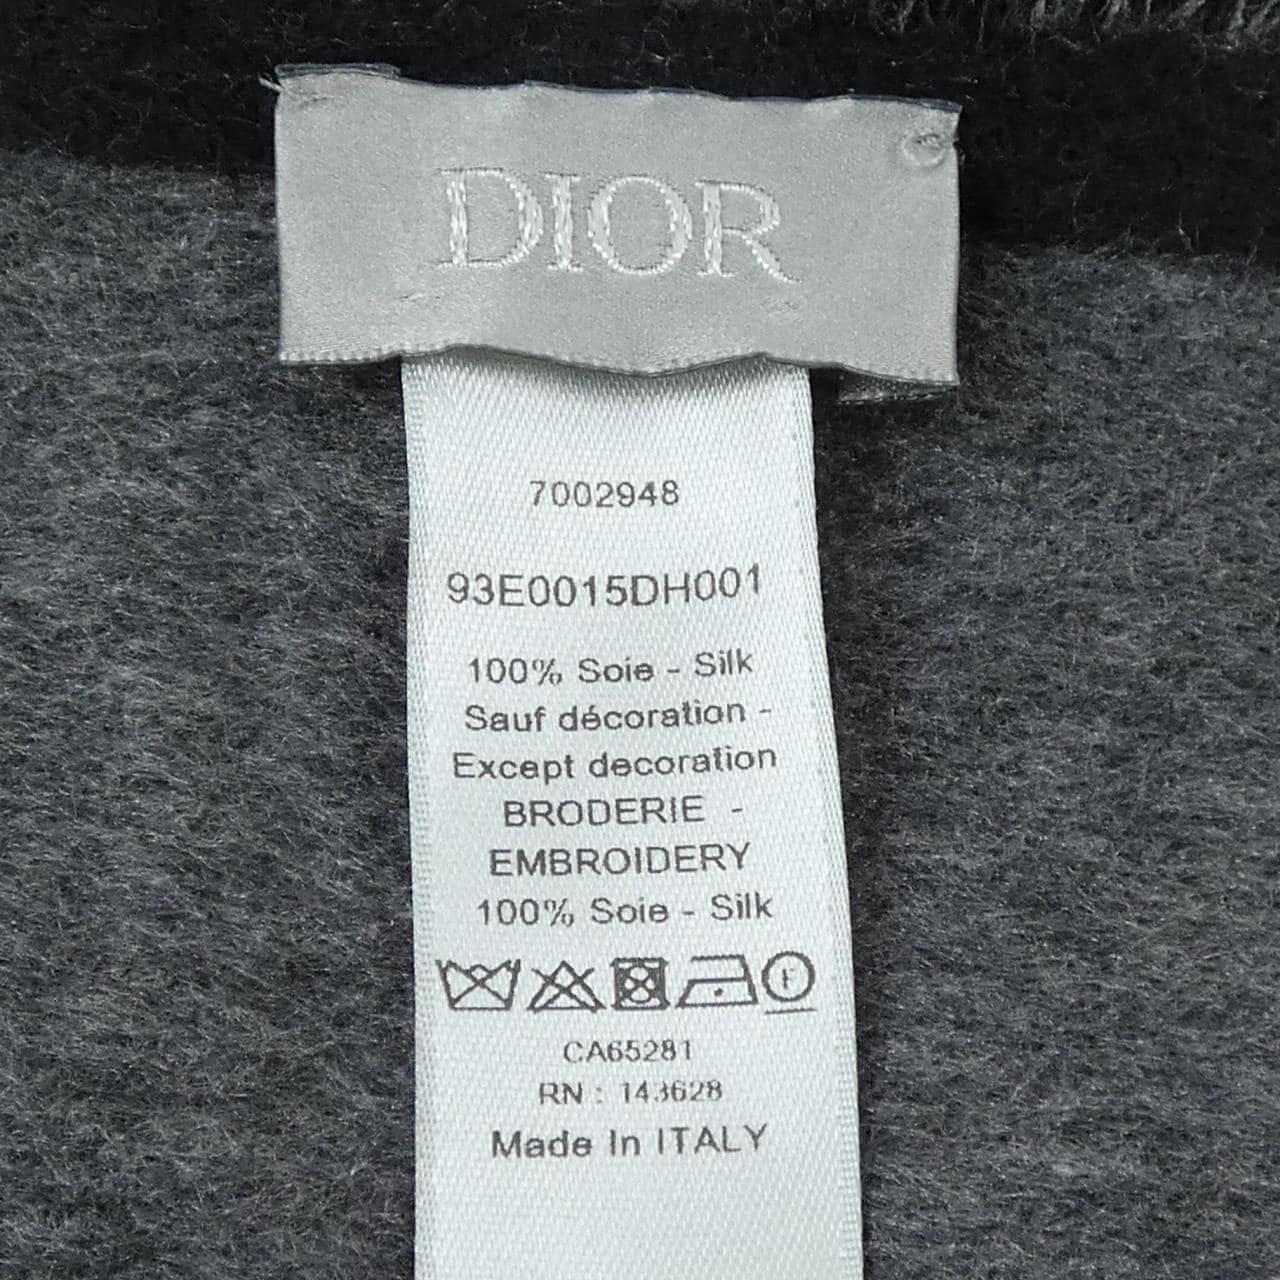 DIOR
7002948
93E0015DH001
100% Soie - Silk
Sauf décoration -
Except decoration
BRODERIE -
EMBROIDERY
100% Soie - Silk
F
CA65281
RN : 143628
Made In ITALY